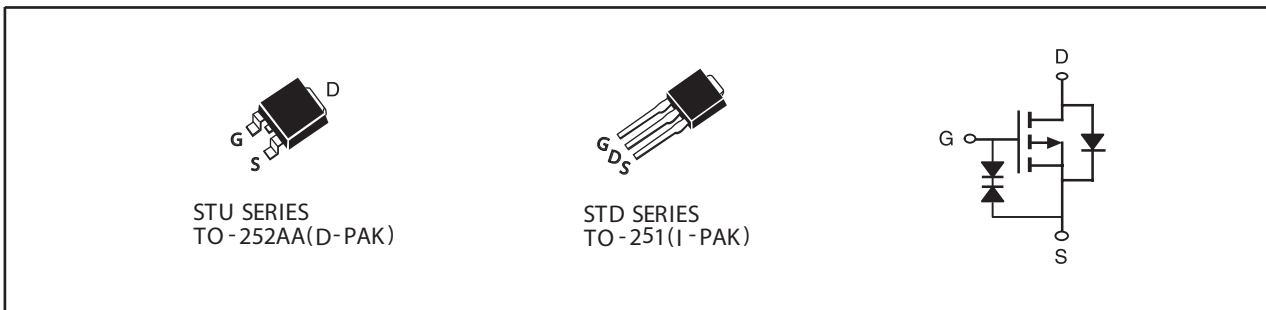 D
G
S
STU SERIES
TO-252AA(D-PAK)
GDS
STD SERIES
TO-251(I-PAK)
D
G
S